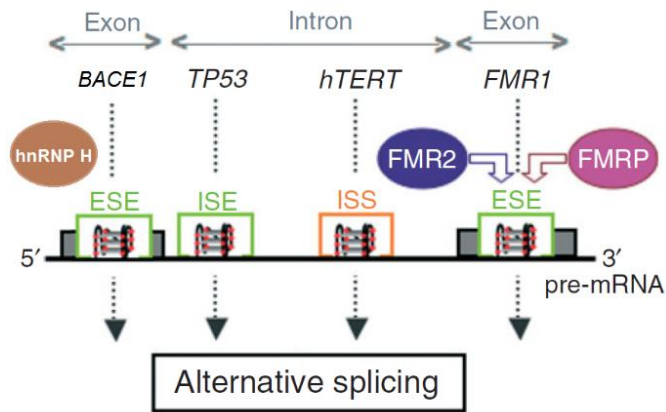 Exon Intron Exon
BACE1 TP53 hTERT FMR1
hnRNP H FMR2 FMRP
ESE ISE ISS ESE
5′ 3′
pre-mRNA
Alternative splicing